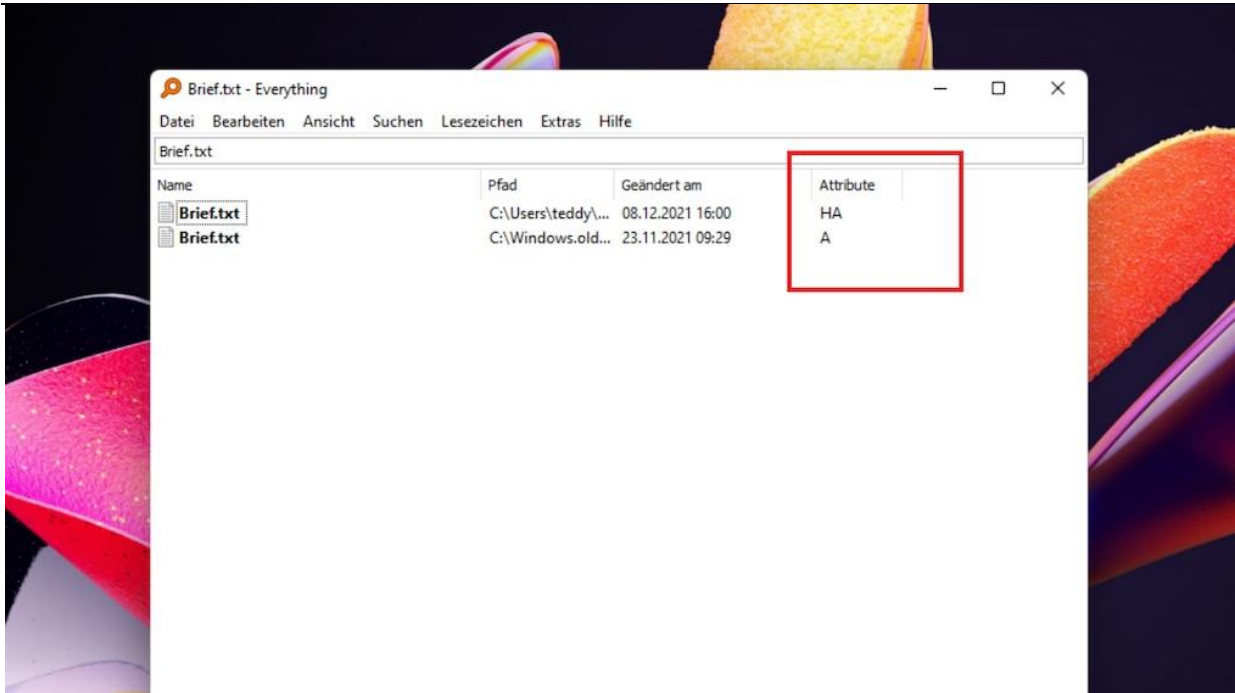 Brief.txt - Everything
Datei Bearbeiten Ansicht Suchen Lesezeichen Extras Hilfe
Brief.txt
Name Pfad Geändert am Attribute
Brief.txt C:\Users\teddy\... 08.12.2021 16:00 HA
Brief.txt C:\Windows.old... 23.11.2021 09:29 A